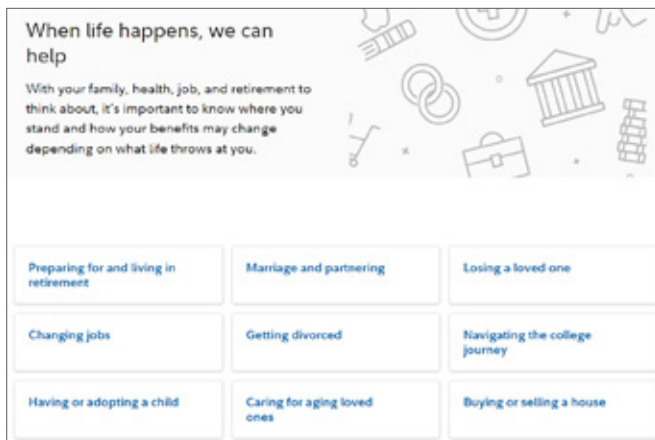 When life happens, we can
help
With your family, health, job, and retirement to
think about, it's important to know where you
stand and how your benefits may change
depending on what life throws at you.
Preparing for and living in
retirement
Marriage and partnering
Losing a loved one
Changing jobs
Getting divorced
Navigating the college
journey
Having or adopting a child
Caring for aging loved
ones
Buying or selling a house